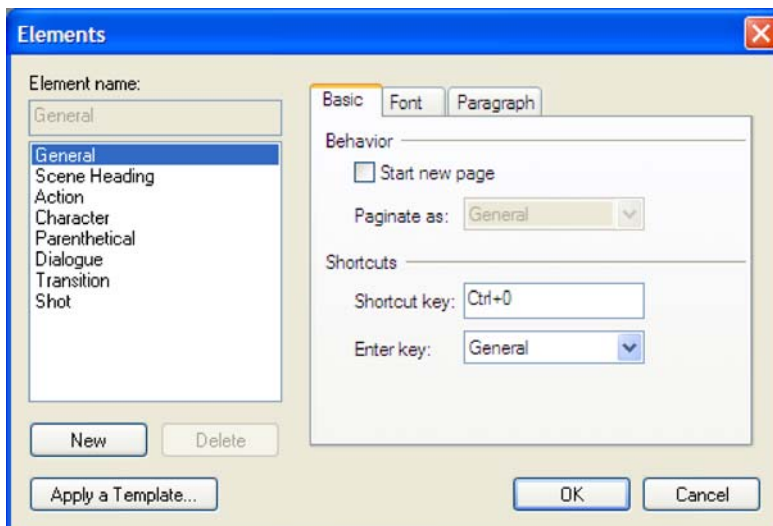 Elements
Element name:
General
General
Scene Heading
Action
Character
Parenthetical
Dialogue
Transition
Shot
New
Delete
Apply a Template...
Basic
Font
Paragraph
Behavior
Start new page
Paginate as:
General
Shortcuts
Shortcut key:
Ctrl+0
Enter key:
General
OK
Cancel